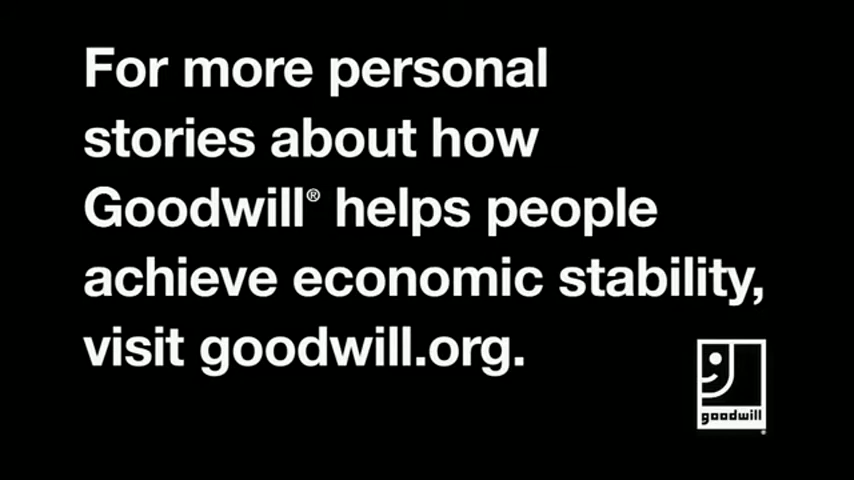 For more personal
stories about how
Goodwill® helps people
achieve economic stability,
visit goodwill.org.
goodwill
®